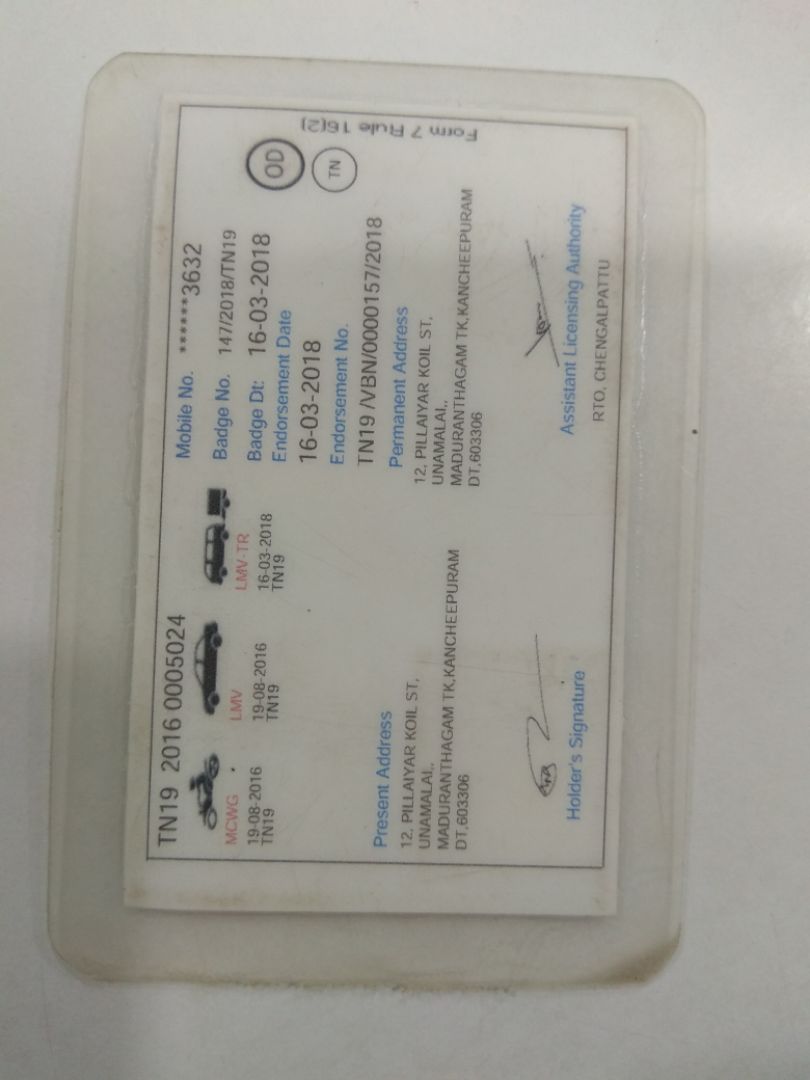 Form 7 Rule 16(2)
TN19 2016 0005024
MCWG
19-08-2016
TN19
LMV
19-08-2016
TN19
LMV-TR
16-03-2018
TN19
Mobile No. ******3632
Badge No. 147/2018/TN19
Badge Dt: 16-03-2018
Endorsement Date
16-03-2018
Endorsement No.
TN19 /VBN/0000157/2018
OD
TN
Present Address
12, PILLAIYAR KOIL ST,
UNAMALAI,,
MADURANTHAGAM TK,KANCHEEPURAM
DT,603306
Permanent Address
12, PILLAIYAR KOIL ST,
UNAMALAI,,
MADURANTHAGAM TK,KANCHEEPURAM
DT,603306
Holder's Signature
Assistant Licensing Authority
RTO, CHENGALPATTU